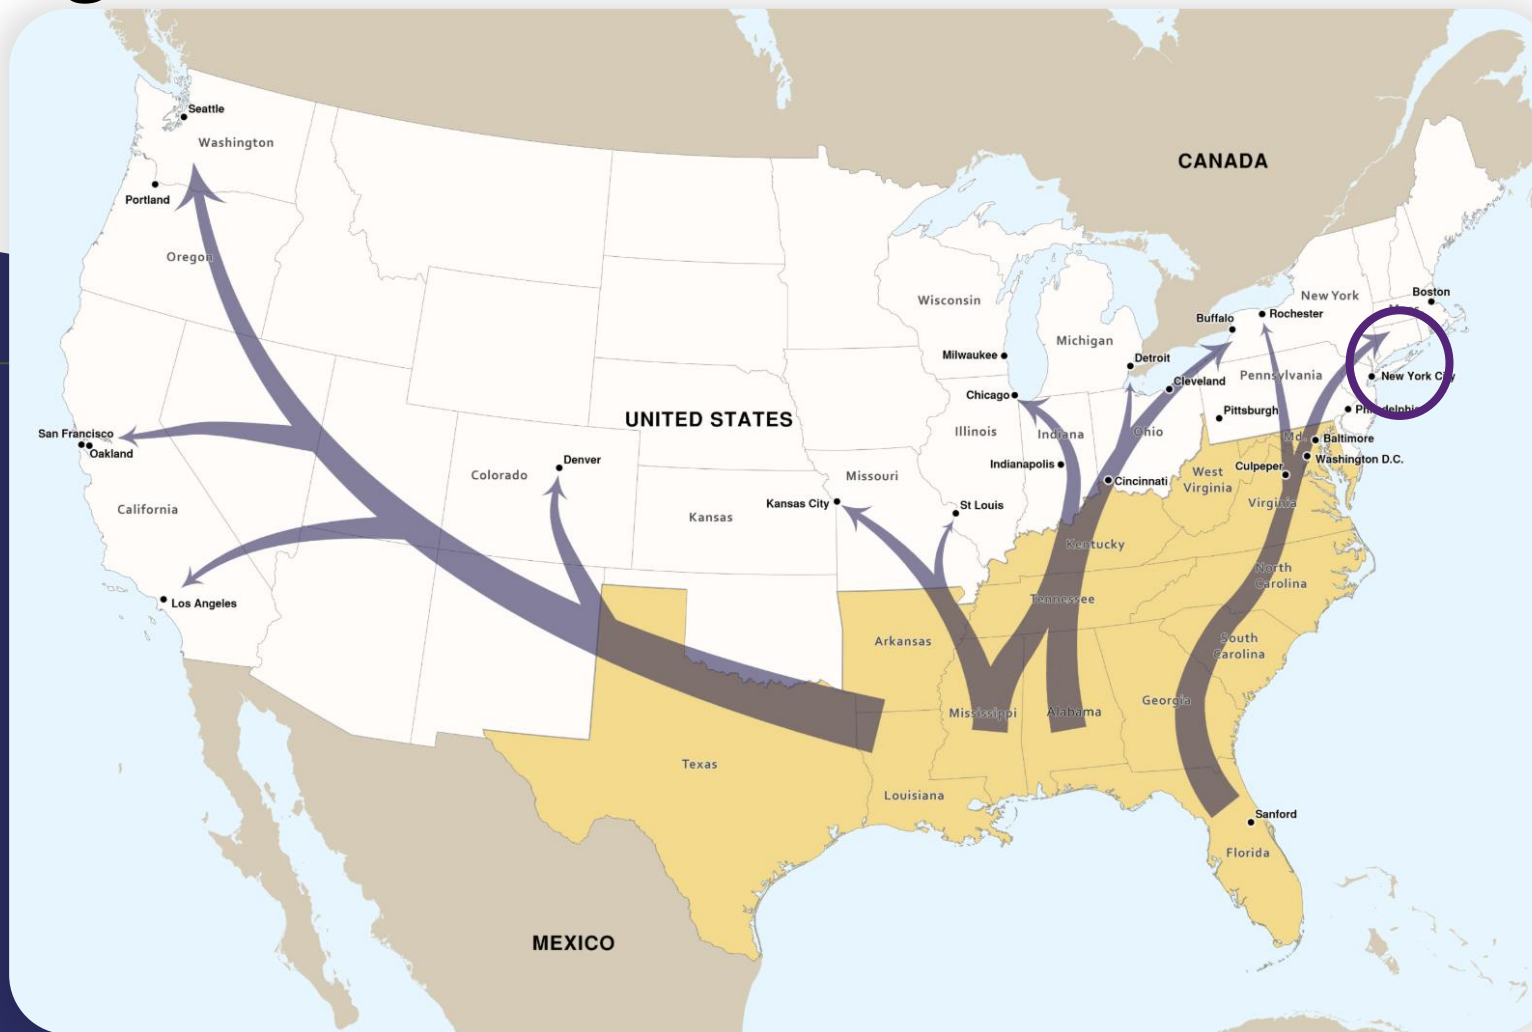 CANADA
Seattle
Washington
Portland
Oregon
San Francisco
Oakland
California
Los Angeles
UNITED STATES
Colorado
Denver
Kansas
Kansas City
Missouri
St Louis
Wisconsin
Milwaukee
Chicago
Illinois
Indiana
Indianapolis
Michigan
Detroit
Cleveland
Ohio
Cincinnati
Buffalo
Rochester
New York
Boston
New York City
Pennsylvania
Pittsburgh
Philadelphia
Md.
Baltimore
Washington D.C.
Culpeper
West
Virginia
Virginia
Kentucky
Tennessee
North
Carolina
South
Carolina
Arkansas
Mississippi
Alabama
Georgia
Texas
Louisiana
Sanford
Florida
MEXICO